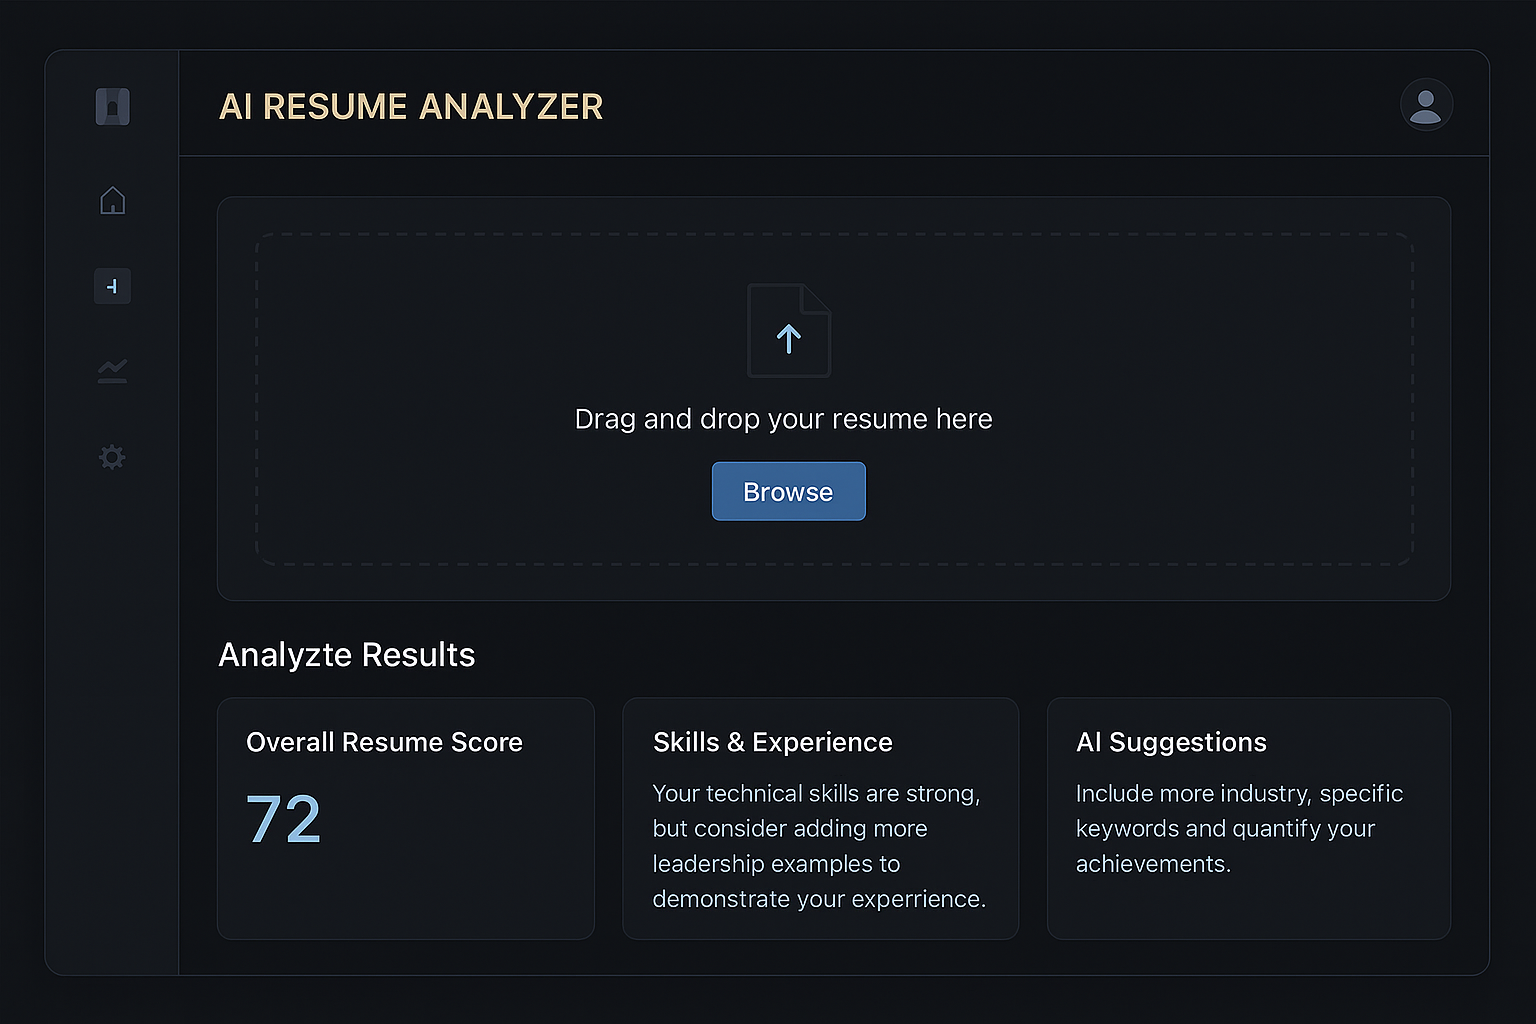 AI RESUME ANALYZER
Drag and drop your resume here
Browse
Analyzte Results
Overall Resume Score
72
Skills & Experience
Your technical skills are strong,
but consider adding more
leadership examples to
demonstrate your experrience.
AI Suggestions
Include more industry, specific
keywords and quantify your
achievements.